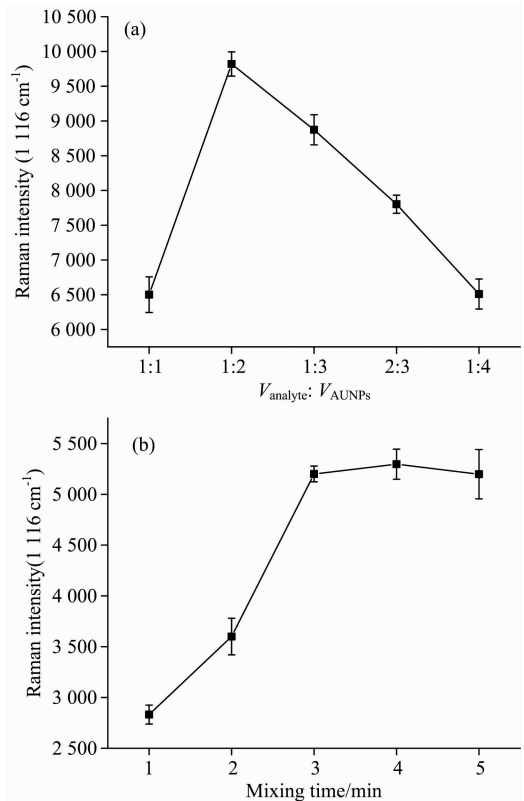 (a)
Raman intensity (1 116 cm⁻¹)
10 500
10 000
9 500
9 000
8 500
8 000
7 500
7 000
6 500
6 000
1:1 1:2 1:3 2:3 1:4
V_analyte: V_AUNPs
(b)
Raman intensity(1 116 cm⁻¹)
5 500
5 000
4 500
4 000
3 500
3 000
2 500
1 2 3 4 5
Mixing time/min